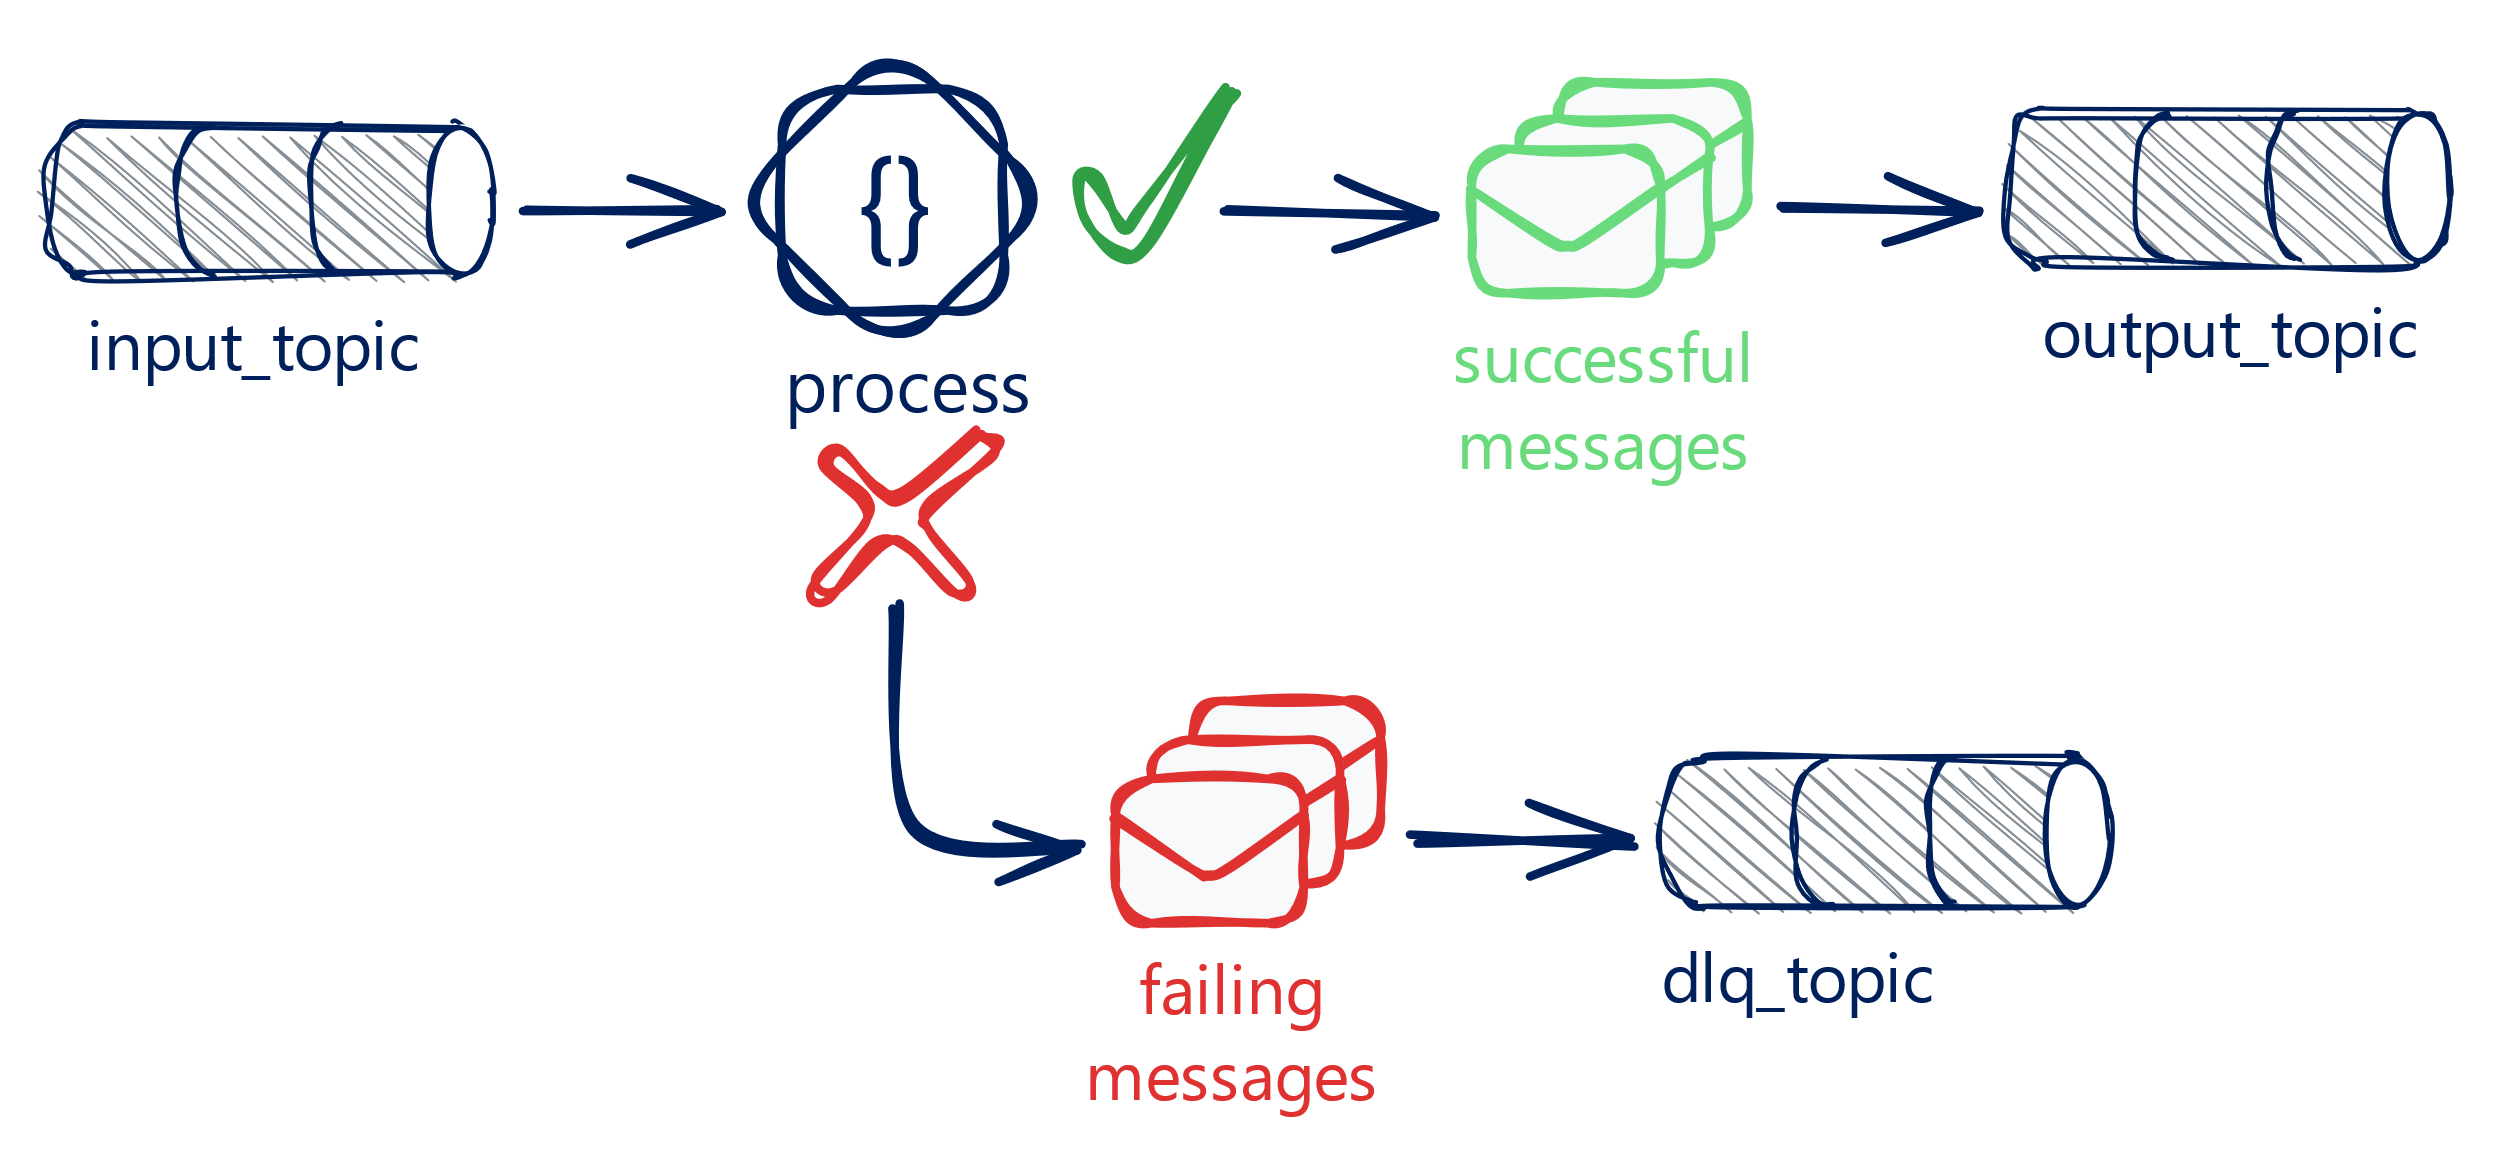 input_topic
{}
process
successful
messages
output_topic
failing
messages
dlq_topic